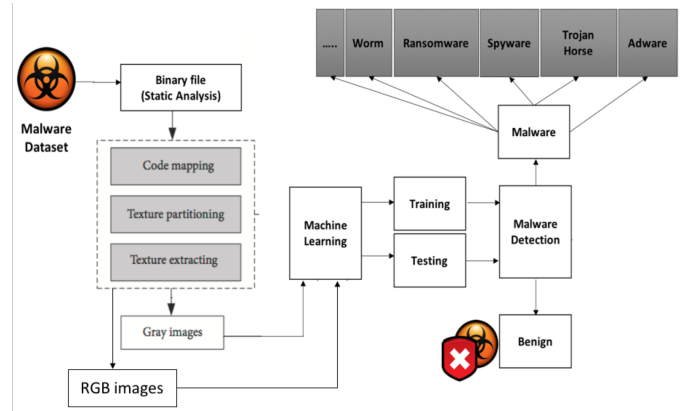 .....
Worm
Ransomware
Spyware
Trojan
Horse
Adware
Malware
Dataset
Binary file
(Static Analysis)
Malware
Code mapping
Texture partitioning
Texture extracting
Machine
Learning
Training
Testing
Malware
Detection
Gray images
Benign
RGB images